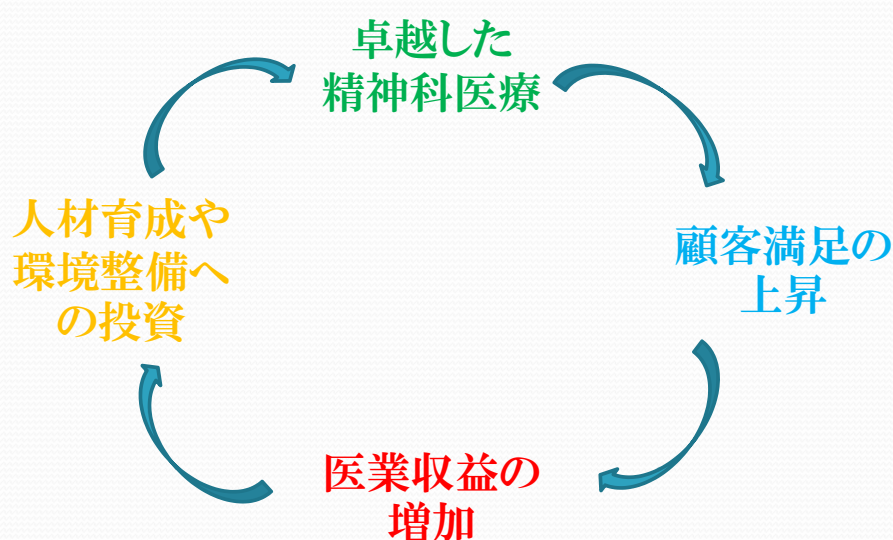 卓越した
精神科医療
顧客満足の
上昇
医業収益の
増加
人材育成や
環境整備へ
の投資